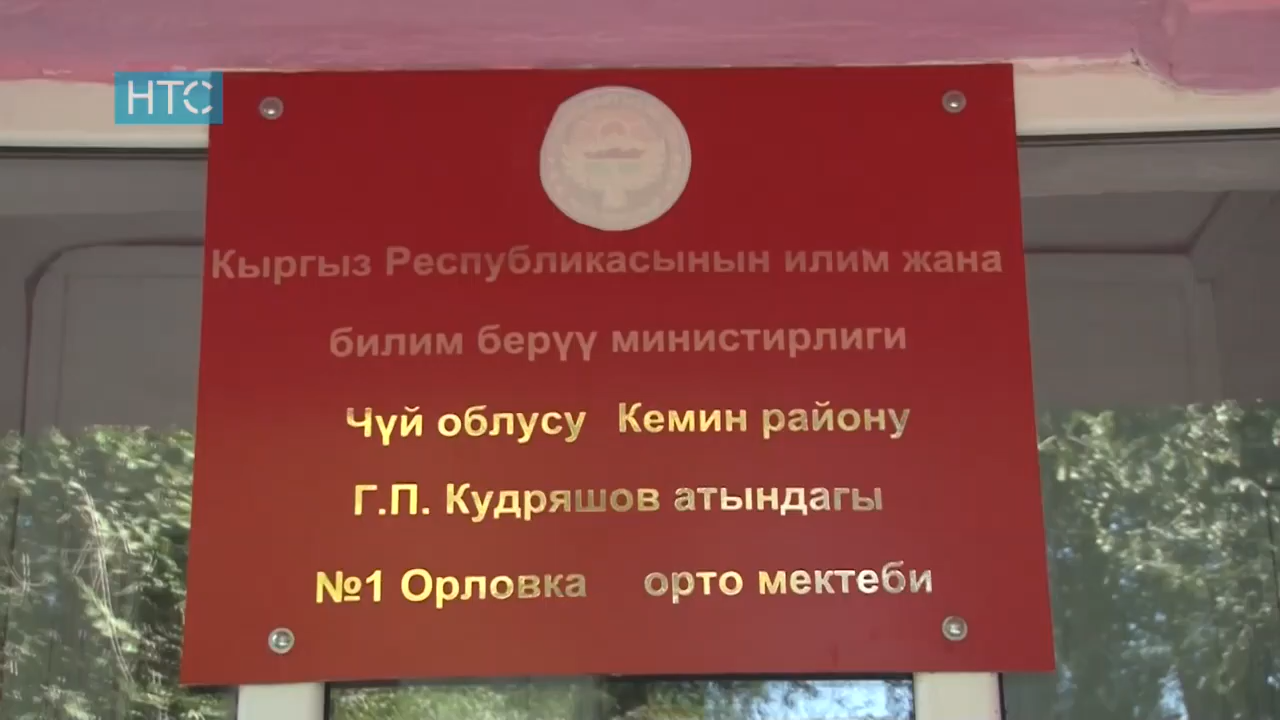 НТС
Кыргыз Республикасынын илим жана
билим берүү министирлиги
Чүй облусу Кемин району
Г.П. Кудряшов атындагы
№1 Орловка орто мектеби